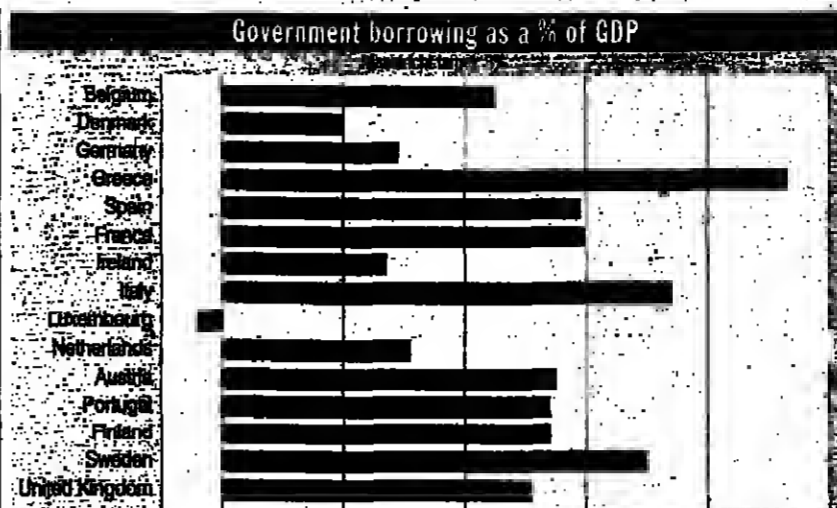 Government borrowing as a % of GDP
Belgium
Denmark
Germany
Greece
Spain
France
Ireland
Italy
Luxembourg
Netherlands
Austria
Portugal
Finland
Sweden
United Kingdom